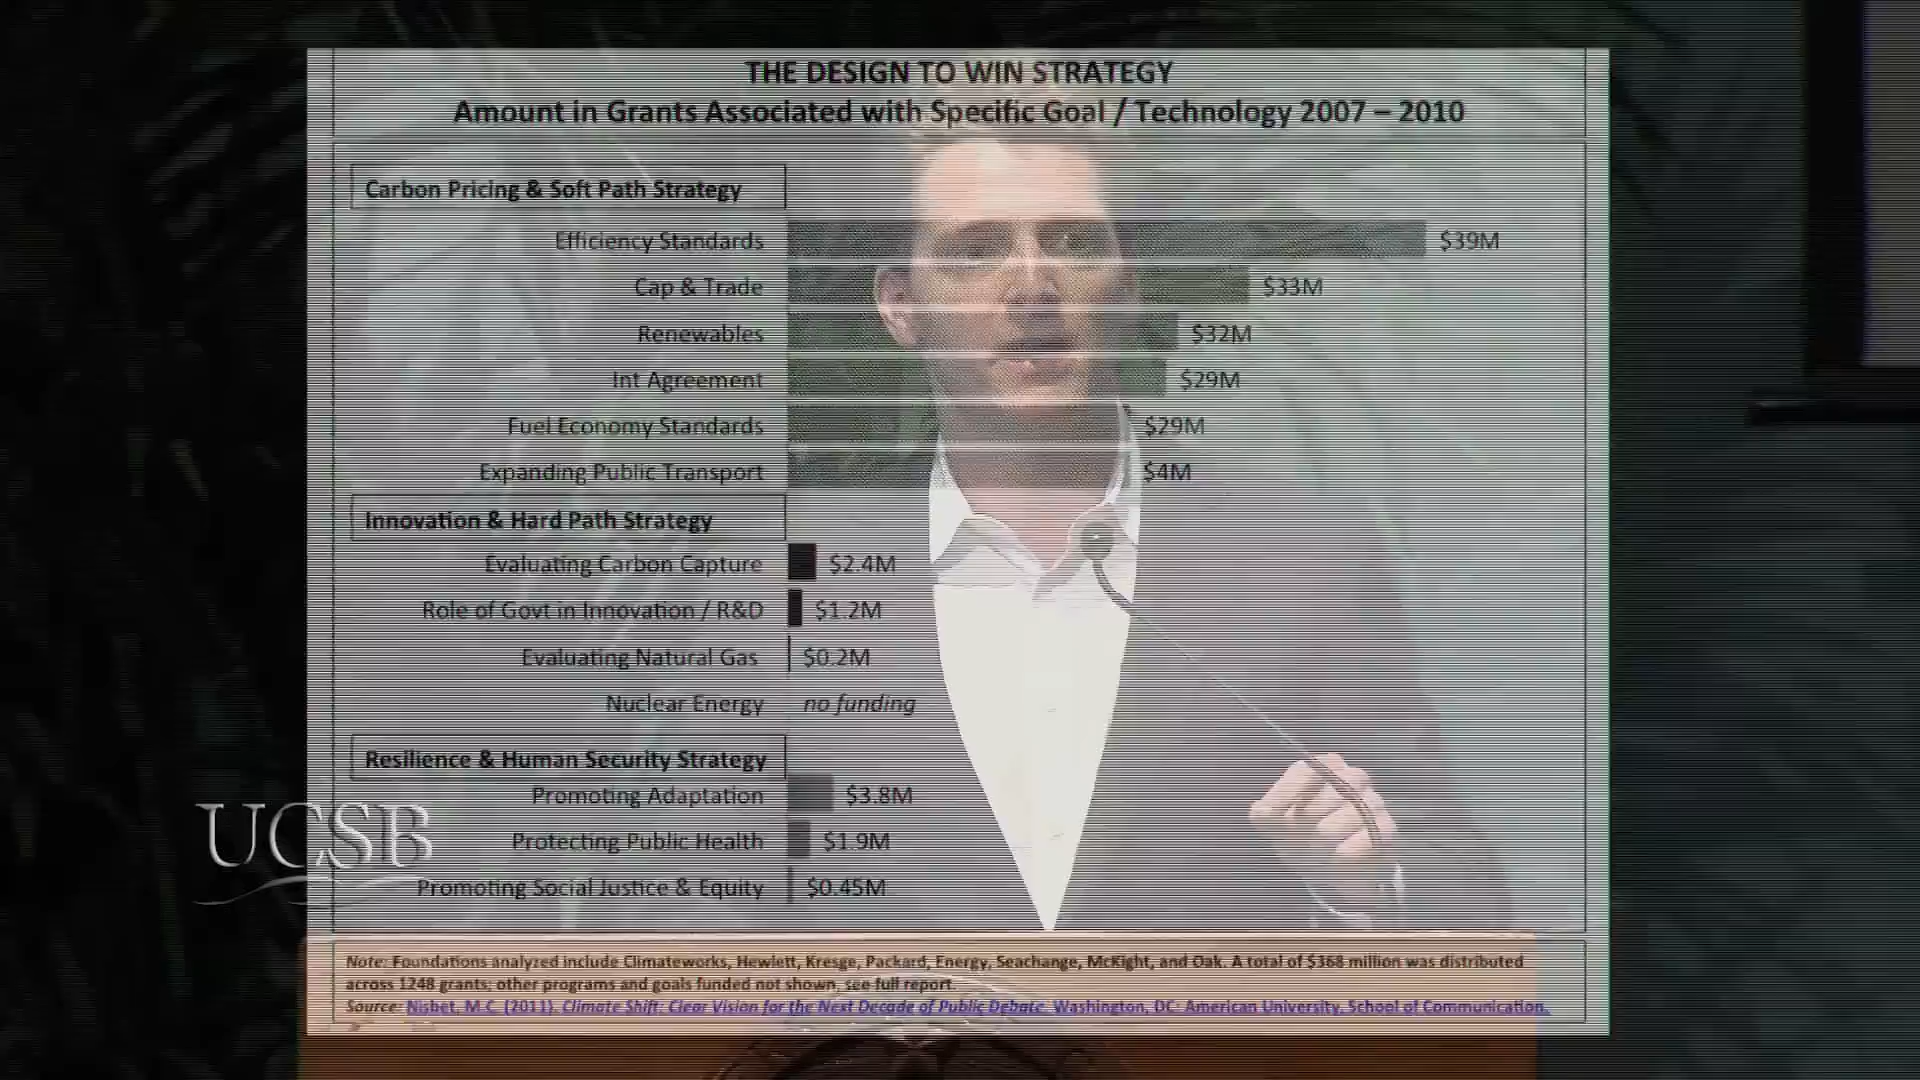 THE DESIGN TO WIN STRATEGY
Amount in Grants Associated with Specific Goal / Technology 2007 – 2010
Carbon Pricing & Soft Path Strategy
Efficiency Standards $39M
Cap & Trade $33M
Renewables $32M
Int Agreement $29M
Fuel Economy Standards $29M
Expanding Public Transport $4M
Innovation & Hard Path Strategy
Evaluating Carbon Capture $2.4M
Role of Govt in Innovation / R&D $1.2M
Evaluating Natural Gas $0.2M
Nuclear Energy no funding
Resilience & Human Security Strategy
Promoting Adaptation $3.8M
Protecting Public Health $1.9M
Promoting Social Justice & Equity $0.45M
UCSB
Note: Foundations analyzed include Climateworks, Hewlett, Kresge, Packard, Energy, Seachange, McKight, and Oak. A total of $368 million was distributed
across 1248 grants; other programs and goals funded not shown, see full report.
Source: Nisbet, M.C. (2011). Climate Shift: Clear Vision for the Next Decade of Public Debate. Washington, DC: American University, School of Communication.